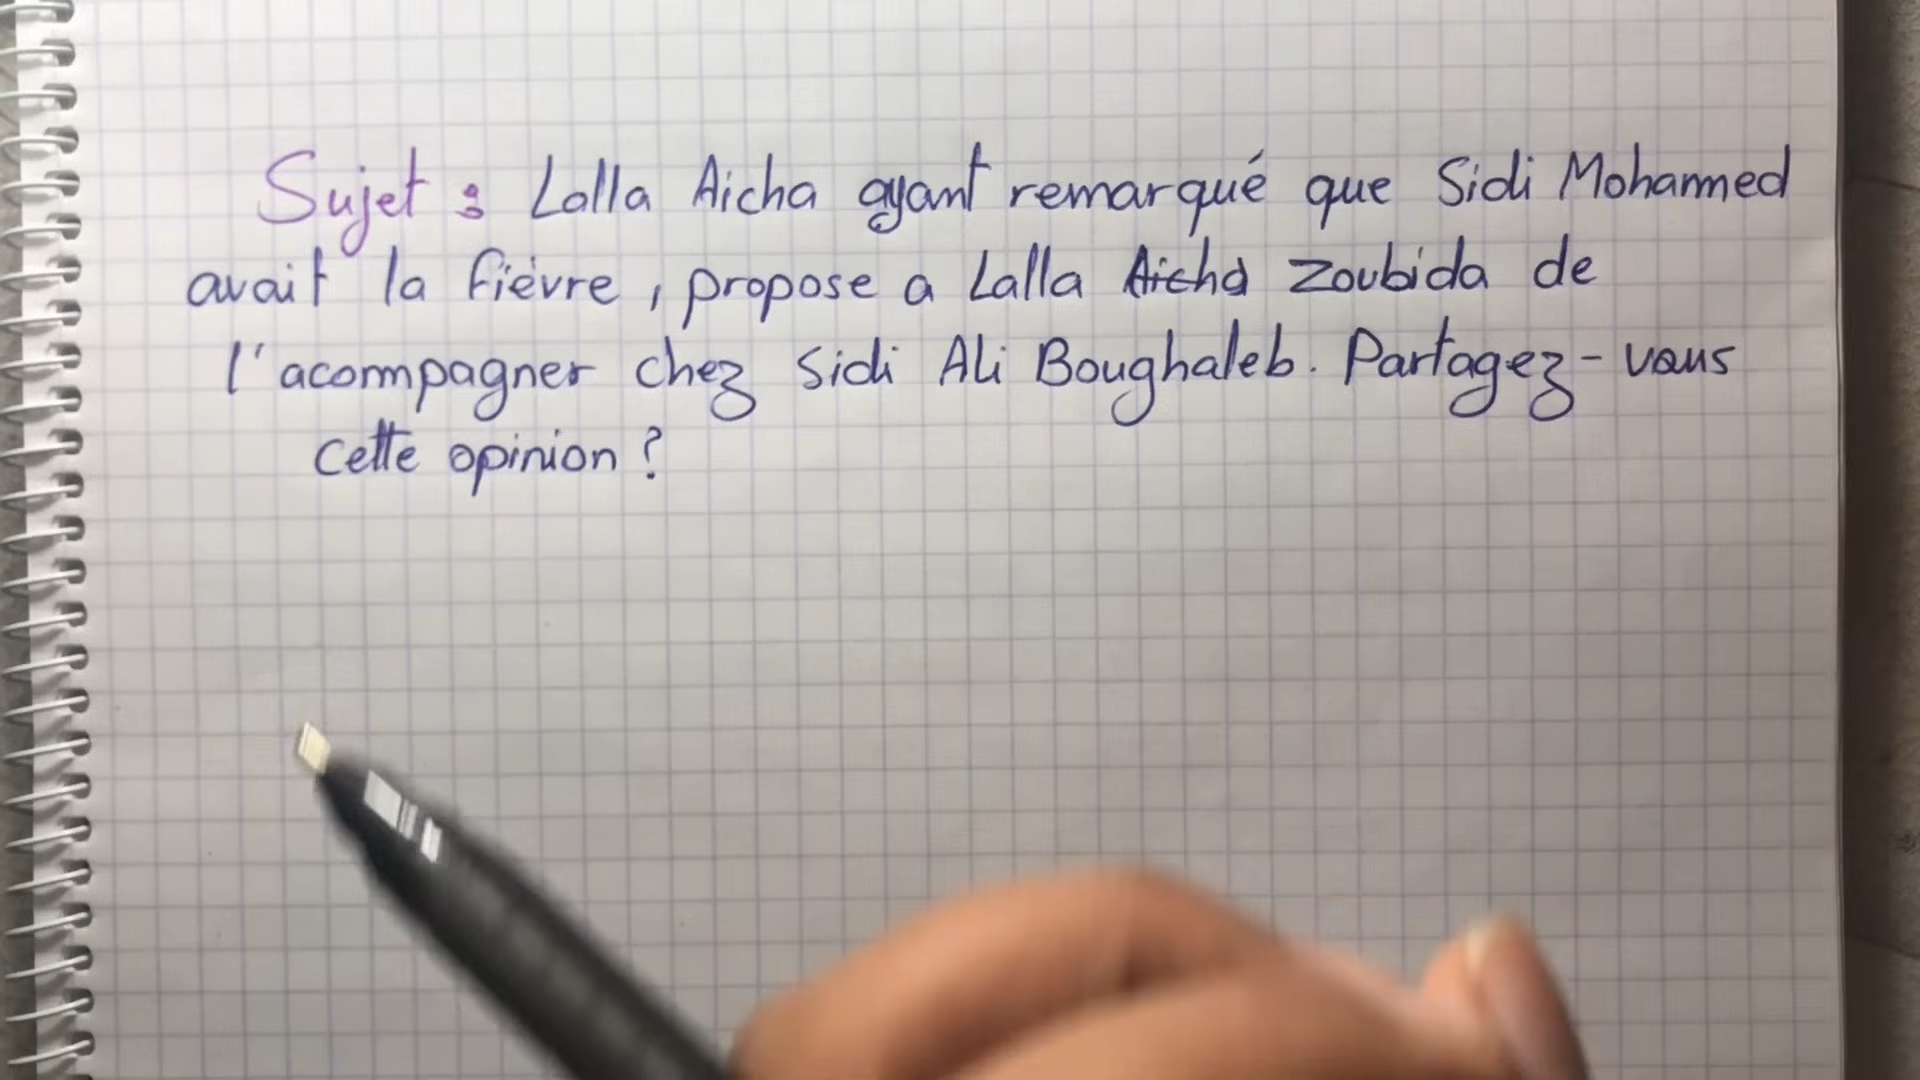 Sujet : Lalla Aicha ayant remarqué que Sidi Mohammed
avait la fièvre, propose a Lalla Aicha Zoubida de
l'acompagner chez Sidi Ali Boughaleb. Partagez-vous
cette opinion ?